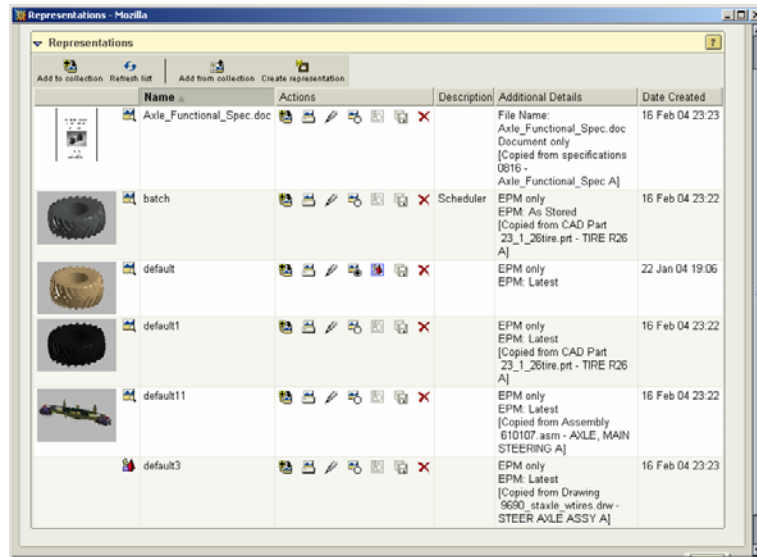 Representations - Mozilla
Representations
?
Add to collection Refresh list Add from collection Create representation
Name Actions Description Additional Details Date Created
Axle_Functional_Spec.doc File Name: 16 Feb 04 23:23
Axle_Functional_Spec.doc
Document only
[Copied from specifications
0816 -
Axle_Functional_Spec A]
batch Scheduler EPM only 16 Feb 04 23:22
EPM: As Stored
[Copied from CAD Part
23_1_26tire.prt - TIRE R26
A]
default EPM only 22 Jan 04 19:06
EPM: Latest
default1 EPM only 16 Feb 04 23:22
EPM: Latest
[Copied from CAD Part
23_1_26tire.prt - TIRE R26
A]
default11 EPM only 16 Feb 04 23:22
EPM: Latest
[Copied from Assembly
610107.asm - AXLE, MAIN
STEERING A]
default3 EPM only 16 Feb 04 23:23
EPM: Latest
[Copied from Drawing
9690_staxle_wtires.drw -
STEER AXLE ASSY A]